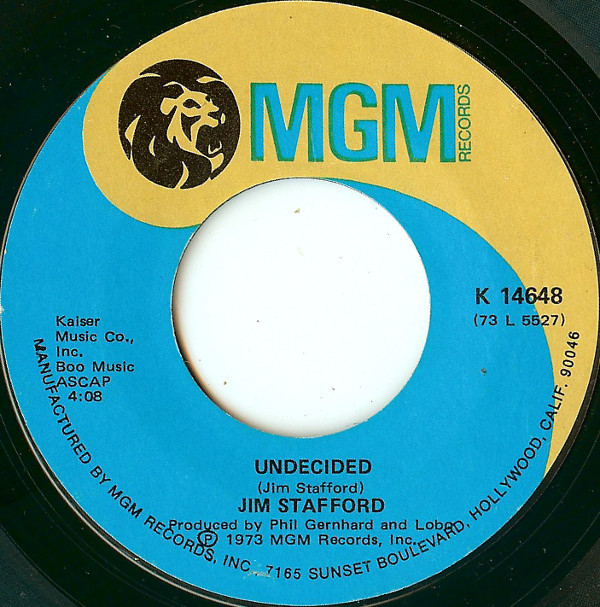 MGM
RECORDS
K 14648
(73 L 5527)
Kaiser
Music Co.,
Inc.
Boo Music
ASCAP
4:08
UNDECIDED
(Jim Stafford)
JIM STAFFORD
Produced by Phil Gernhard and Lobo
Ⓟ 1973 MGM Records, Inc.
MANUFACTURED BY MGM RECORDS, INC., 7165 SUNSET BOULEVARD, HOLLYWOOD, CALIF. 90046